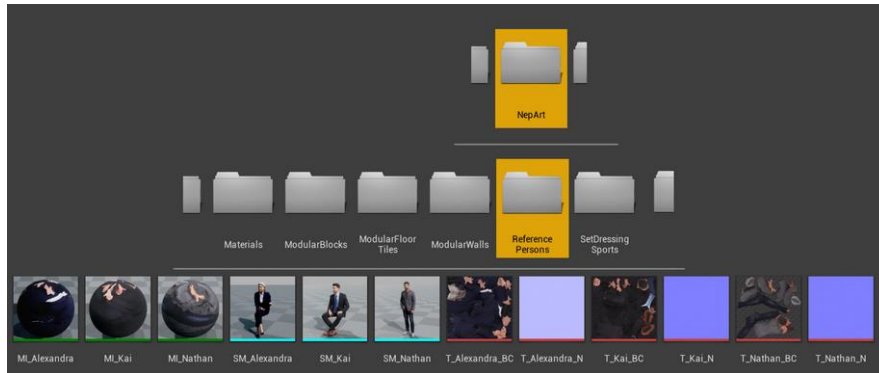 NepArt
Materials
ModularBlocks
ModularFloor
Tiles
ModularWalls
Reference
Persons
SetDressing
Sports
MI_Alexandra
MI_Kai
MI_Nathan
SM_Alexandra
SM_Kai
SM_Nathan
T_Alexandra_BC
T_Alexandra_N
T_Kai_BC
T_Kai_N
T_Nathan_BC
T_Nathan_N